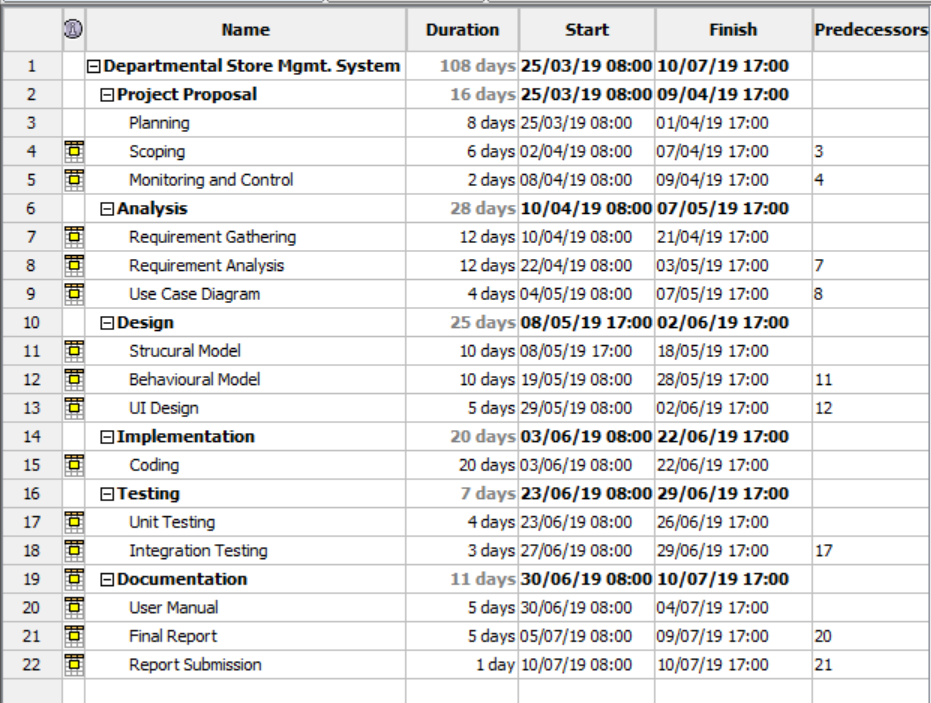 Name Duration Start Finish Predecessors
1 Departmental Store Mgmt. System 108 days 25/03/19 08:00 10/07/19 17:00
2 Project Proposal 16 days 25/03/19 08:00 09/04/19 17:00
3 Planning 8 days 25/03/19 08:00 01/04/19 17:00
4 Scoping 6 days 02/04/19 08:00 07/04/19 17:00 3
5 Monitoring and Control 2 days 08/04/19 08:00 09/04/19 17:00 4
6 Analysis 28 days 10/04/19 08:00 07/05/19 17:00
7 Requirement Gathering 12 days 10/04/19 08:00 21/04/19 17:00
8 Requirement Analysis 12 days 22/04/19 08:00 03/05/19 17:00 7
9 Use Case Diagram 4 days 04/05/19 08:00 07/05/19 17:00 8
10 Design 25 days 08/05/19 17:00 02/06/19 17:00
11 Strucural Model 10 days 08/05/19 17:00 18/05/19 17:00
12 Behavioural Model 10 days 19/05/19 08:00 28/05/19 17:00 11
13 UI Design 5 days 29/05/19 08:00 02/06/19 17:00 12
14 Implementation 20 days 03/06/19 08:00 22/06/19 17:00
15 Coding 20 days 03/06/19 08:00 22/06/19 17:00
16 Testing 7 days 23/06/19 08:00 29/06/19 17:00
17 Unit Testing 4 days 23/06/19 08:00 26/06/19 17:00
18 Integration Testing 3 days 27/06/19 08:00 29/06/19 17:00 17
19 Documentation 11 days 30/06/19 08:00 10/07/19 17:00
20 User Manual 5 days 30/06/19 08:00 04/07/19 17:00
21 Final Report 5 days 05/07/19 08:00 09/07/19 17:00 20
22 Report Submission 1 day 10/07/19 08:00 10/07/19 17:00 21